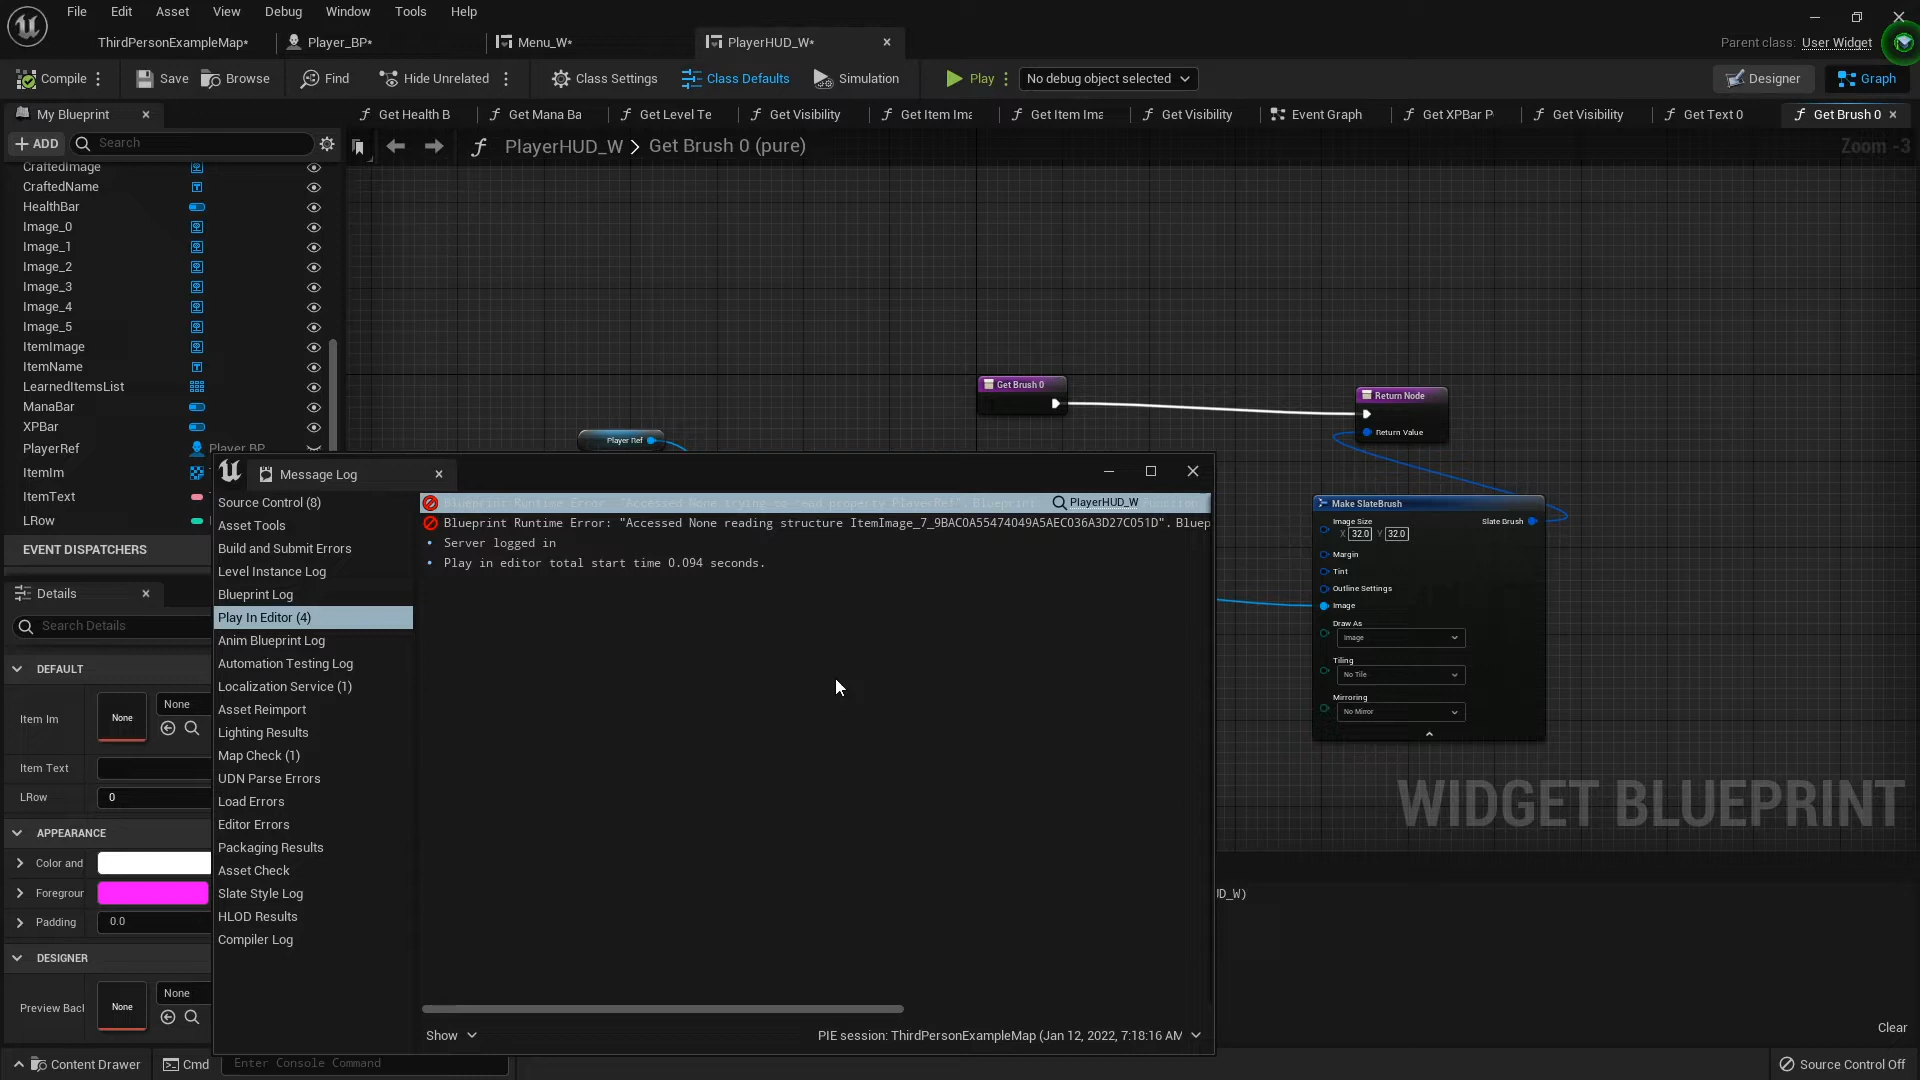 File Edit Asset View Debug Window Tools Help
ThirdPersonExampleMap* Player_BP* Menu_W* PlayerHUD_W*
Parent class: User Widget
Compile Save Browse Find Hide Unrelated Class Settings Class Defaults Simulation Play No debug object selected Designer Graph
My Blueprint Get Health B Get Mana Ba Get Level Te Get Visibility Get Item Ima Get Item Ima Get Visibility Event Graph Get XPBar P Get Visibility Get Text 0 Get Brush 0
ADD Search
PlayerHUD_W > Get Brush 0 (pure) Zoom -3
CraftedImage
CraftedName
HealthBar
Image_0
Image_1
Image_2
Image_3
Image_4
Image_5
ItemImage
ItemName
LearnedItemsList
ManaBar
XPBar
PlayerRef Player BP
ItemIm
ItemText
LRow
EVENT DISPATCHERS
Details
Search Details
DEFAULT
Item Im None None
Item Text
LRow 0
APPEARANCE
Color and
Foregrour
Padding 0.0
DESIGNER
Preview Bacl None None
Get Brush 0
Return Node
Return Value
Player Ref
Make SlateBrush
Image Size Slate Brush
X 32.0 Y 32.0
Margin
Tint
Outline Settings
Image
Draw As
Image
Tiling
No Tile
Mirroring
No Mirror
WIDGET BLUEPRINT
Message Log
Source Control (8)
Asset Tools
Build and Submit Errors
Level Instance Log
Blueprint Log
Play In Editor (4)
Anim Blueprint Log
Automation Testing Log
Localization Service (1)
Asset Reimport
Lighting Results
Map Check (1)
UDN Parse Errors
Load Errors
Editor Errors
Packaging Results
Asset Check
Slate Style Log
HLOD Results
Compiler Log
Blueprint Runtime Error: "Accessed None trying to read property PlayerRef". Blueprint: PlayerHUD_W Function
Blueprint Runtime Error: "Accessed None reading structure ItemImage_7_9BAC0A55474049A5AEC036A3D27C051D". Bluep
Server logged in
Play in editor total start time 0.094 seconds.
Show
PIE session: ThirdPersonExampleMap (Jan 12, 2022, 7:18:16 AM
D_W)
Clear
Content Drawer Cmd Enter Console Command Source Control Off